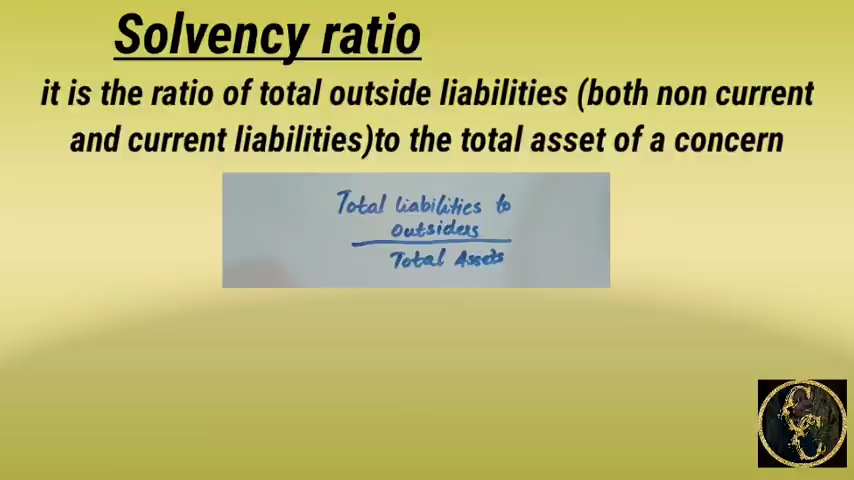 Solvency ratio
it is the ratio of total outside liabilities (both non current
and current liabilities)to the total asset of a concern
Total liabilities to
outsiders
Total Assets